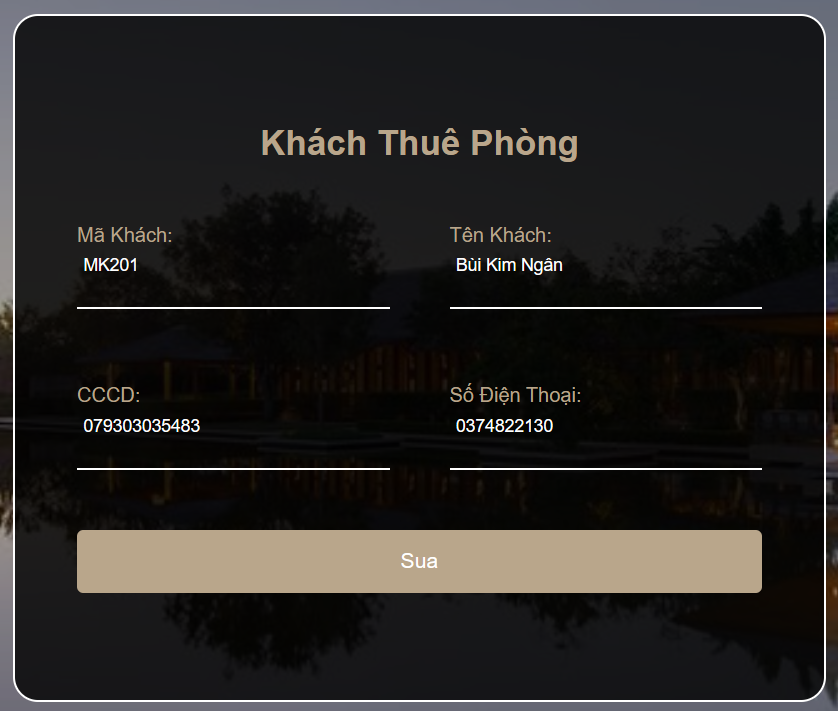 Khách Thuê Phòng
Mã Khách:
MK201
Tên Khách:
Bùi Kim Ngân
CCCD:
079303035483
Số Điện Thoại:
0374822130
Sua